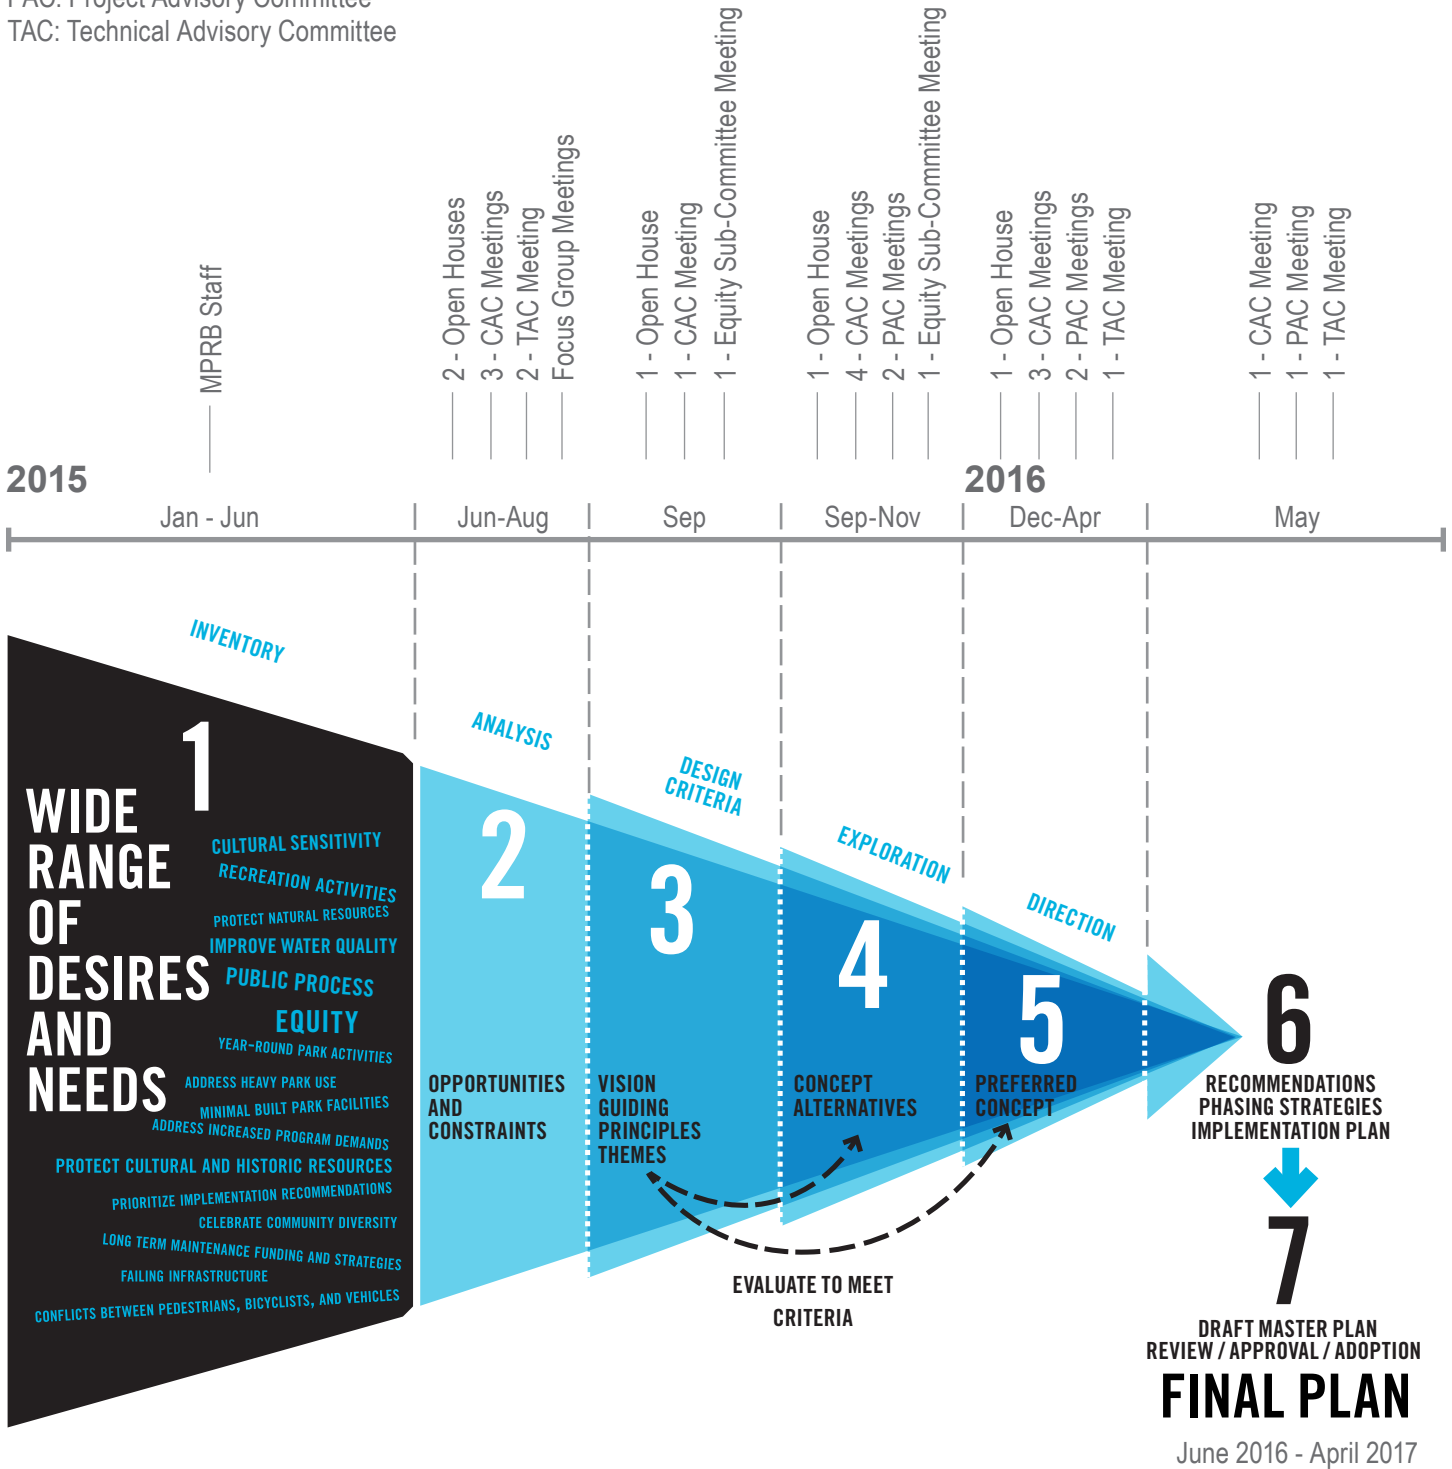 PAC: Project Advisory Committee
TAC: Technical Advisory Committee
MPRB Staff
2 - Open Houses
3 - CAC Meetings
2 - TAC Meeting
Focus Group Meetings
1 - Open House
1 - CAC Meeting
1 - Equity Sub-Committee Meeting
1 - Open House
4 - CAC Meetings
2 - PAC Meetings
1 - Equity Sub-Committee Meeting
1 - Open House
3 - CAC Meetings
2 - PAC Meetings
1 - TAC Meeting
1 - CAC Meeting
1 - PAC Meeting
1 - TAC Meeting
2015
2016
Jan - Jun
Jun-Aug
Sep
Sep-Nov
Dec-Apr
May
INVENTORY
ANALYSIS
DESIGN
CRITERIA
EXPLORATION
DIRECTION
1
WIDE
RANGE
OF
DESIRES
AND
NEEDS
CULTURAL SENSITIVITY
RECREATION ACTIVITIES
PROTECT NATURAL RESOURCES
IMPROVE WATER QUALITY
PUBLIC PROCESS
EQUITY
YEAR-ROUND PARK ACTIVITIES
ADDRESS HEAVY PARK USE
MINIMAL BUILT PARK FACILITIES
ADDRESS INCREASED PROGRAM DEMANDS
PROTECT CULTURAL AND HISTORIC RESOURCES
PRIORITIZE IMPLEMENTATION RECOMMENDATIONS
CELEBRATE COMMUNITY DIVERSITY
LONG TERM MAINTENANCE FUNDING AND STRATEGIES
FAILING INFRASTRUCTURE
CONFLICTS BETWEEN PEDESTRIANS, BICYCLISTS, AND VEHICLES
2
OPPORTUNITIES
AND
CONSTRAINTS
3
VISION
GUIDING
PRINCIPLES
THEMES
4
CONCEPT
ALTERNATIVES
5
PREFERRED
CONCEPT
EVALUATE TO MEET
CRITERIA
6
RECOMMENDATIONS
PHASING STRATEGIES
IMPLEMENTATION PLAN
7
DRAFT MASTER PLAN
REVIEW / APPROVAL / ADOPTION
FINAL PLAN
June 2016 - April 2017